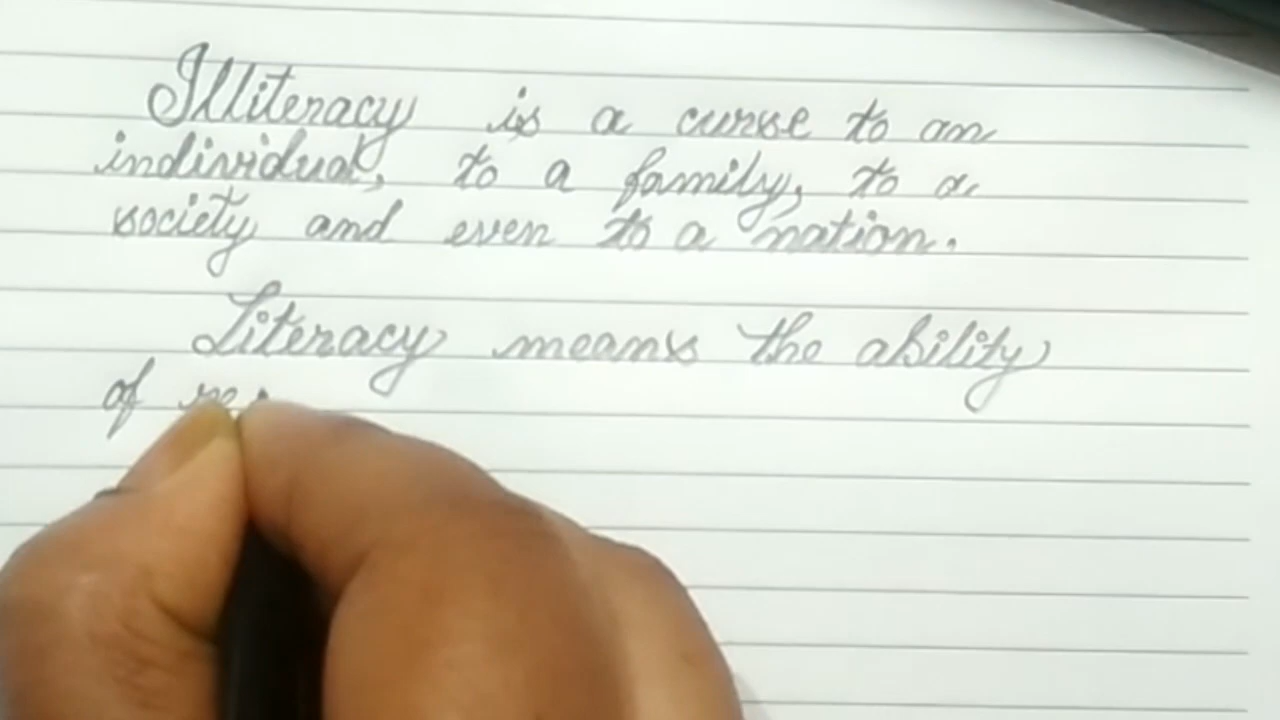 Illiteracy is a curse to an
individual, to a family, to a
society and even to a nation.
Literacy means the ability
of